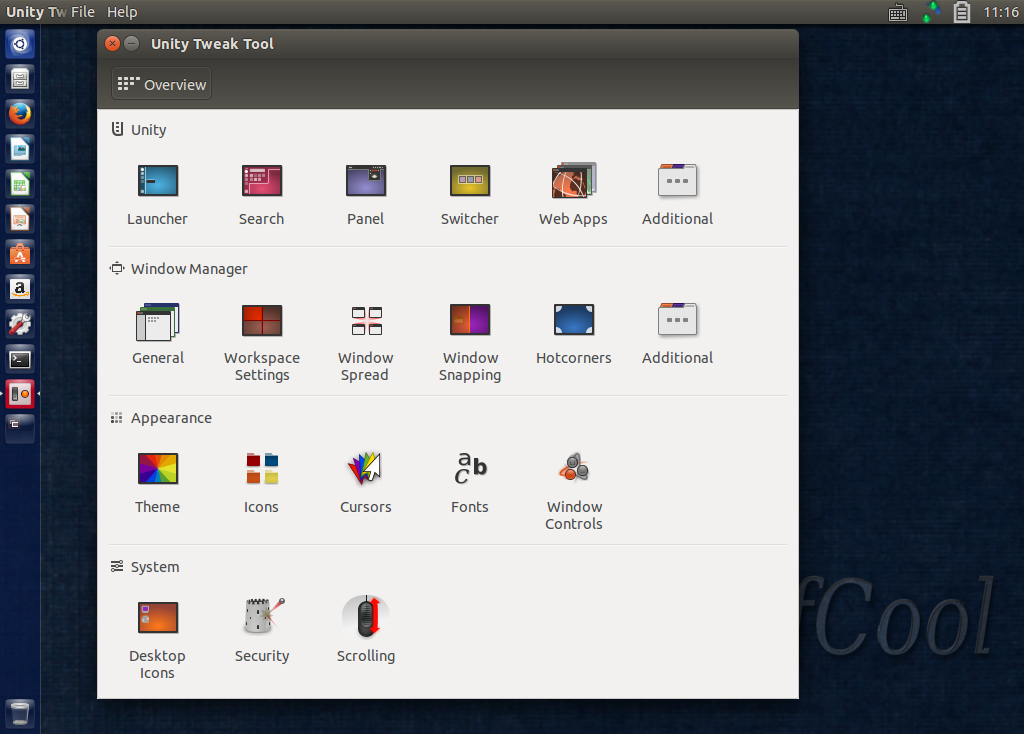 Unity Tw File Help 11:16
Unity Tweak Tool
Overview
Unity
Launcher Search Panel Switcher Web Apps Additional
Window Manager
General Workspace Window Window Hotcorners Additional
Settings Spread Snapping
Appearance
Theme Icons Cursors Fonts Window
Controls
System
Desktop Security Scrolling
Icons
fCool